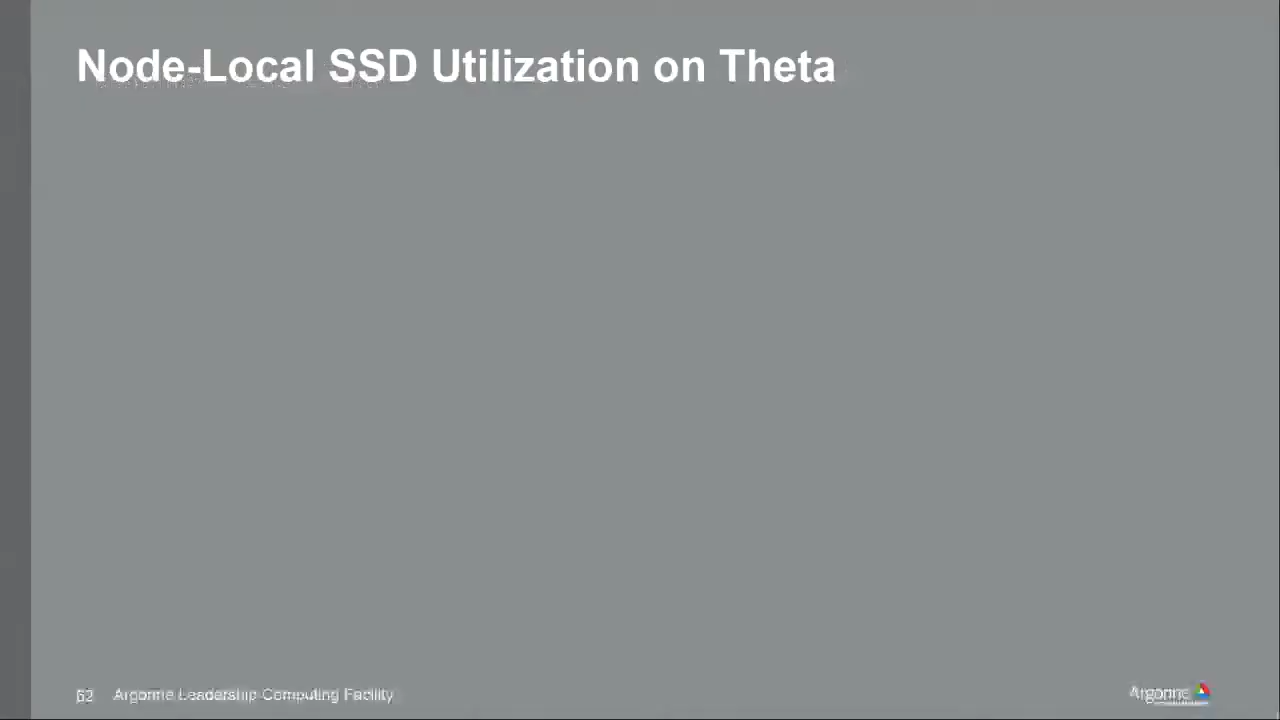 Node-Local SSD Utilization on Theta
62 Argonne Leadership Computing Facility
Argonne